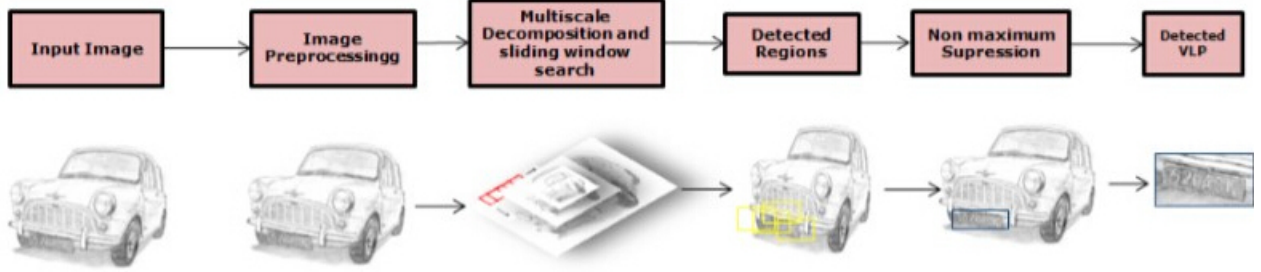 Input Image
Image
Preprocessingg
Multiscale
Decomposition and
sliding window
search
Detected
Regions
Non maximum
Supression
Detected
VLP